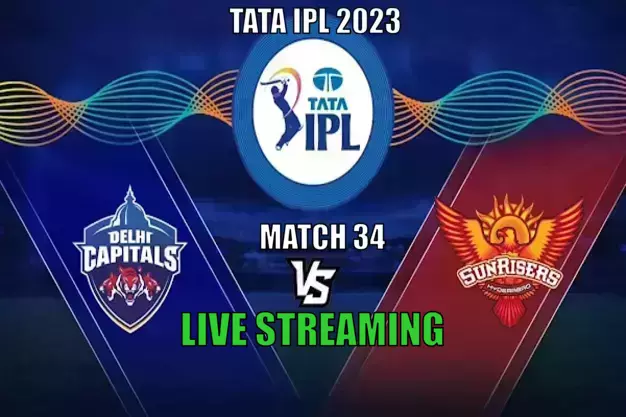 TATA IPL 2023
TATA
IPL
DELHI
CAPITALS
MATCH 34
VS
SUNRISERS
HYDERABAD
LIVE STREAMING